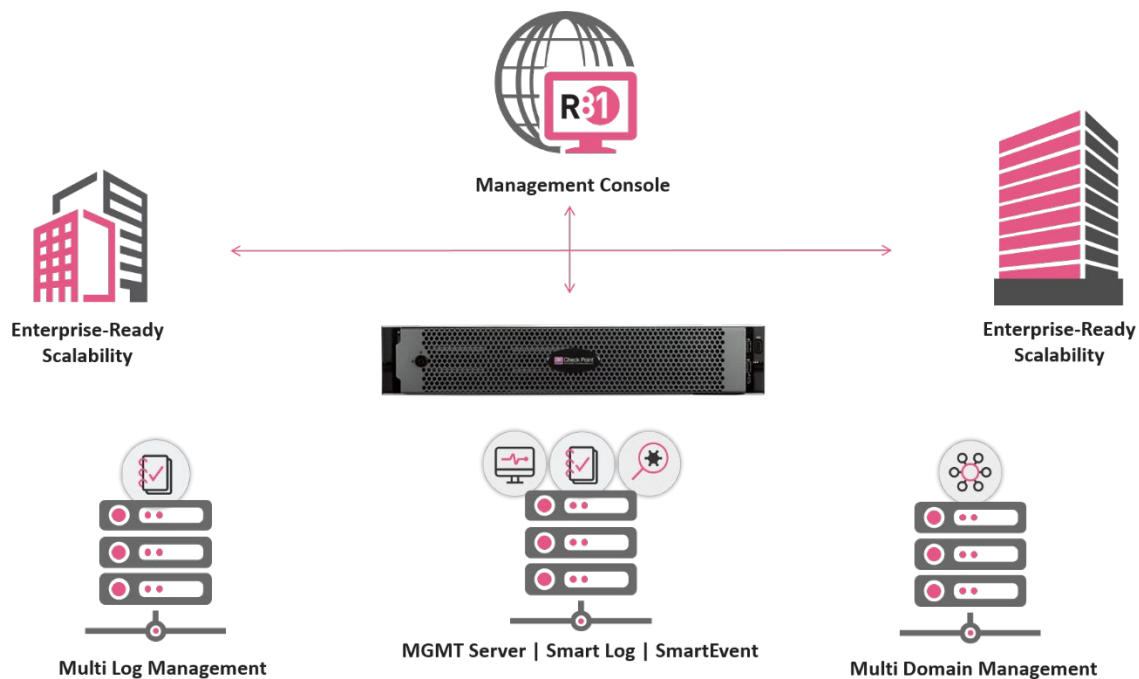 R81
Management Console
Enterprise-Ready
Scalability
Enterprise-Ready
Scalability
Check Point
Multi Log Management
MGMT Server | Smart Log | SmartEvent
Multi Domain Management